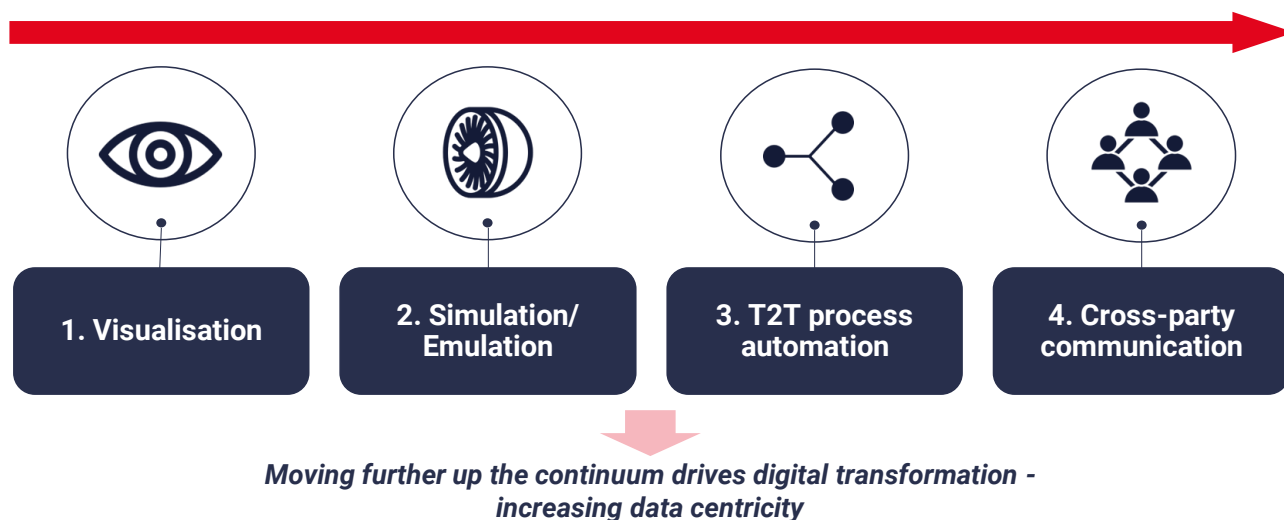 1. Visualisation
2. Simulation/
Emulation
3. T2T process
automation
4. Cross-party
communication
Moving further up the continuum drives digital transformation -
increasing data centricity